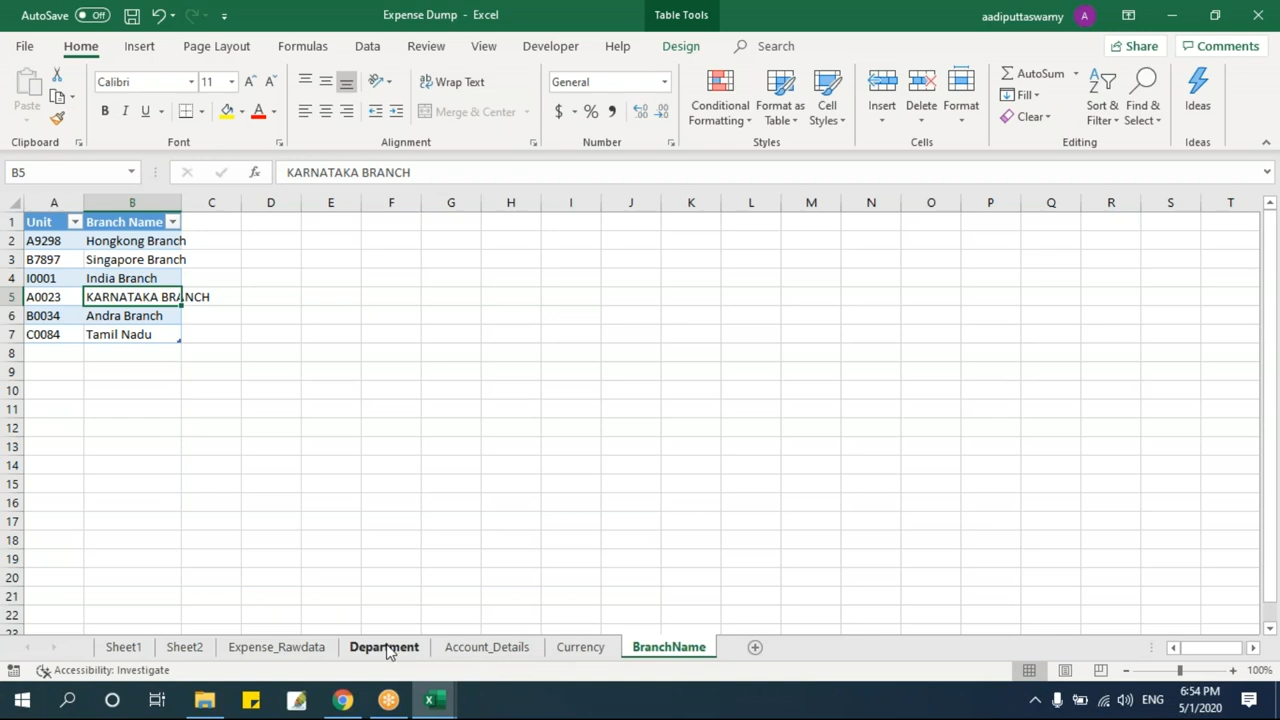 AutoSave Off Expense Dump - Excel Table Tools aadiputtaswamy A
File Home Insert Page Layout Formulas Data Review View Developer Help Design Search Share Comments
Paste Calibri 11 A A Wrap Text General Conditional Formatting Format as Table Cell Styles Insert Delete Format AutoSum Fill Clear Sort & Filter Find & Select Ideas
B I U A Merge & Center $ % ,
Clipboard Font Alignment Number Styles Cells Editing Ideas
B5 fx KARNATAKA BRANCH
A B C D E F G H I J K L M N O P Q R S T
1 Unit Branch Name
2 A9298 Hongkong Branch
3 B7897 Singapore Branch
4 I0001 India Branch
5 A0023 KARNATAKA BRANCH
6 B0034 Andra Branch
7 C0084 Tamil Nadu
8
9
10
11
12
13
14
15
16
17
18
19
20
21
22
23
Sheet1 Sheet2 Expense_Rawdata Department Account_Details Currency BranchName
Accessibility: Investigate 100%
ENG 6:54 PM
5/1/2020